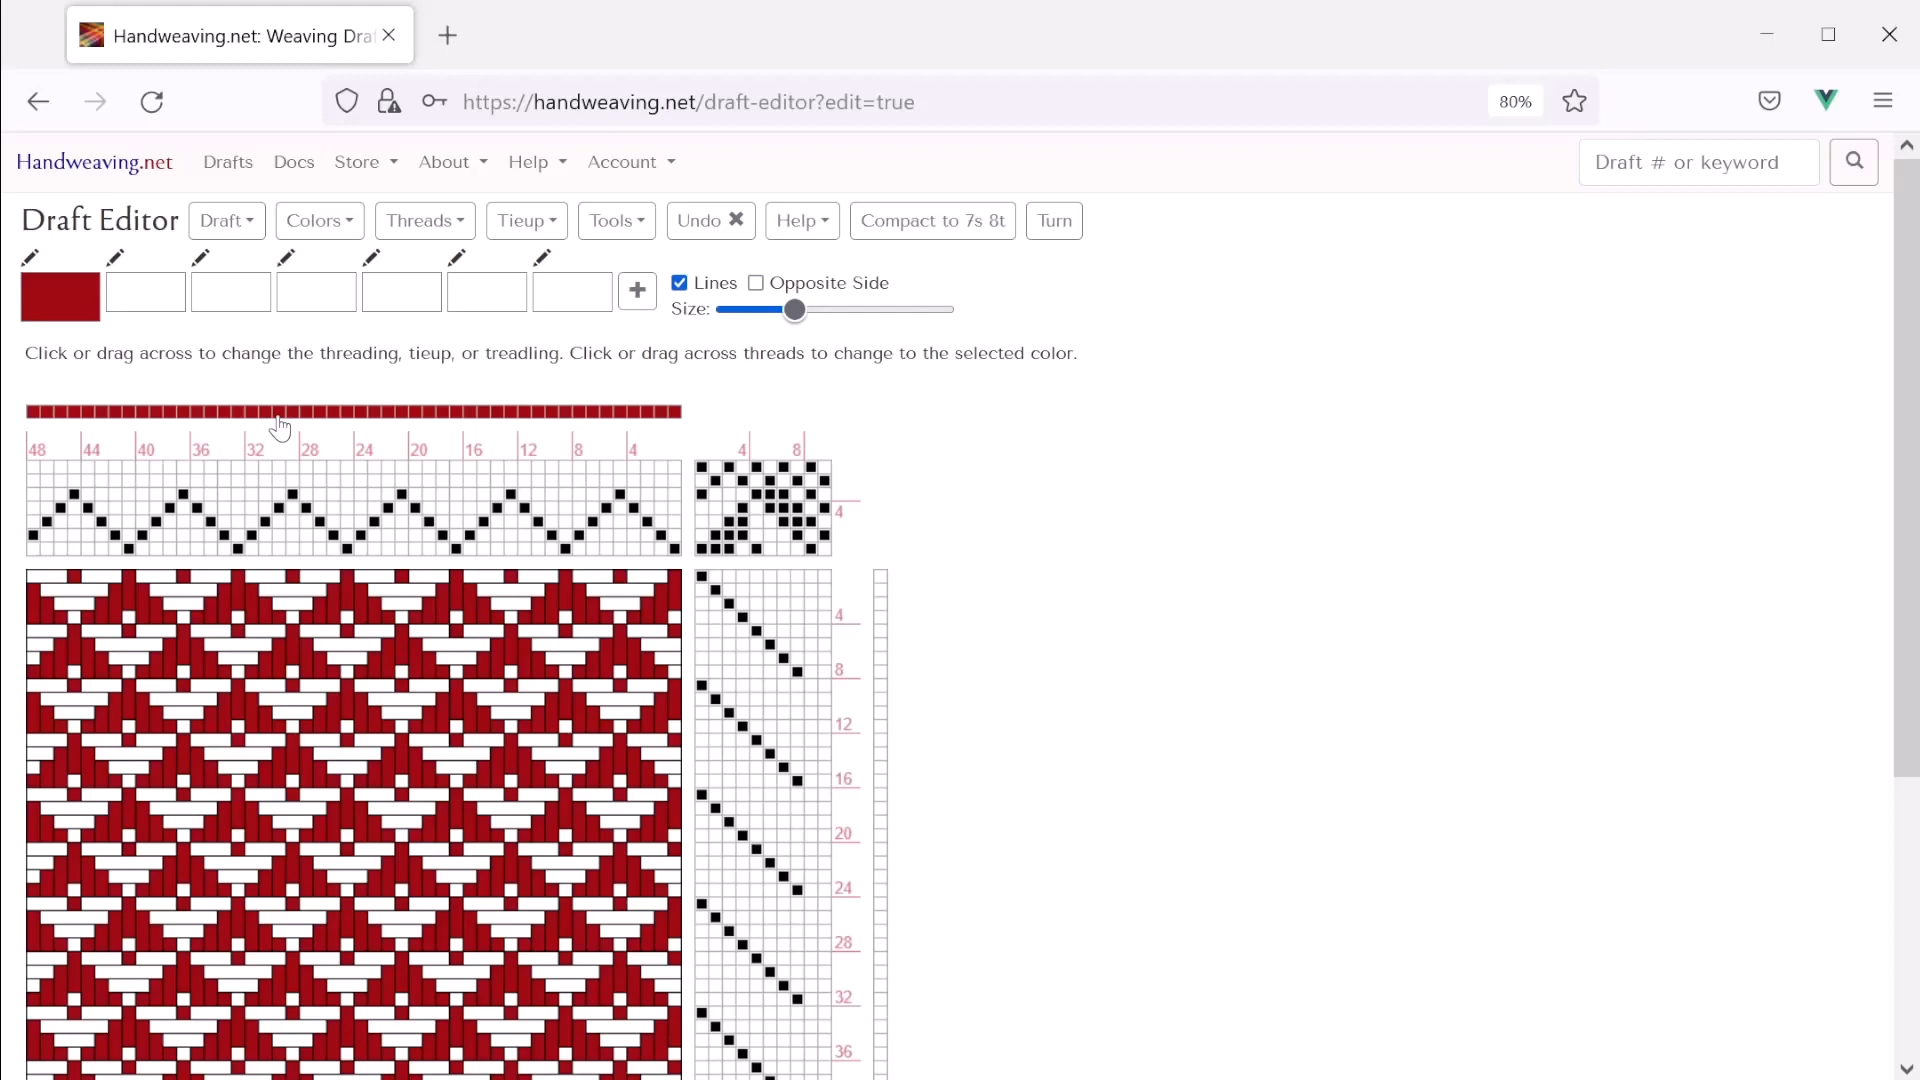 Handweaving.net: Weaving Dra
https://handweaving.net/draft-editor?edit=true
80%
Handweaving.net Drafts Docs Store About Help Account Draft # or keyword
Draft Editor Draft Colors Threads Tieup Tools Undo Help Compact to 7s 8t Turn
Lines Opposite Side
Size:
Click or drag across to change the threading, tieup, or treadling. Click or drag across threads to change to the selected color.
48 44 40 36 32 28 24 20 16 12 8 4 4 8
4
4
8
12
16
20
24
28
32
36